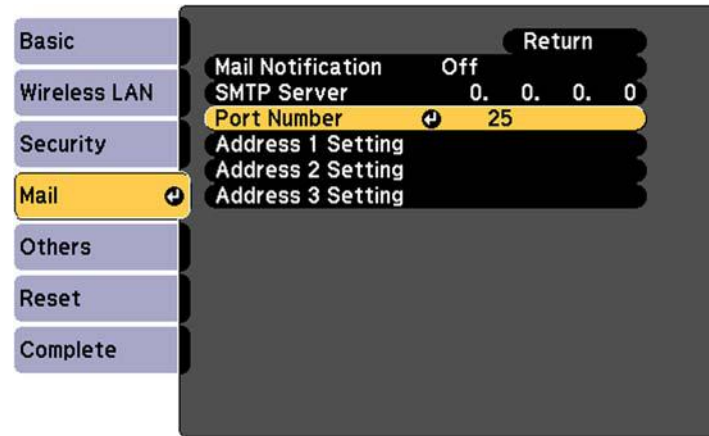 Basic
Wireless LAN
Security
Mail
Others
Reset
Complete
Return
Mail Notification Off
SMTP Server 0. 0. 0. 0
Port Number 25
Address 1 Setting
Address 2 Setting
Address 3 Setting